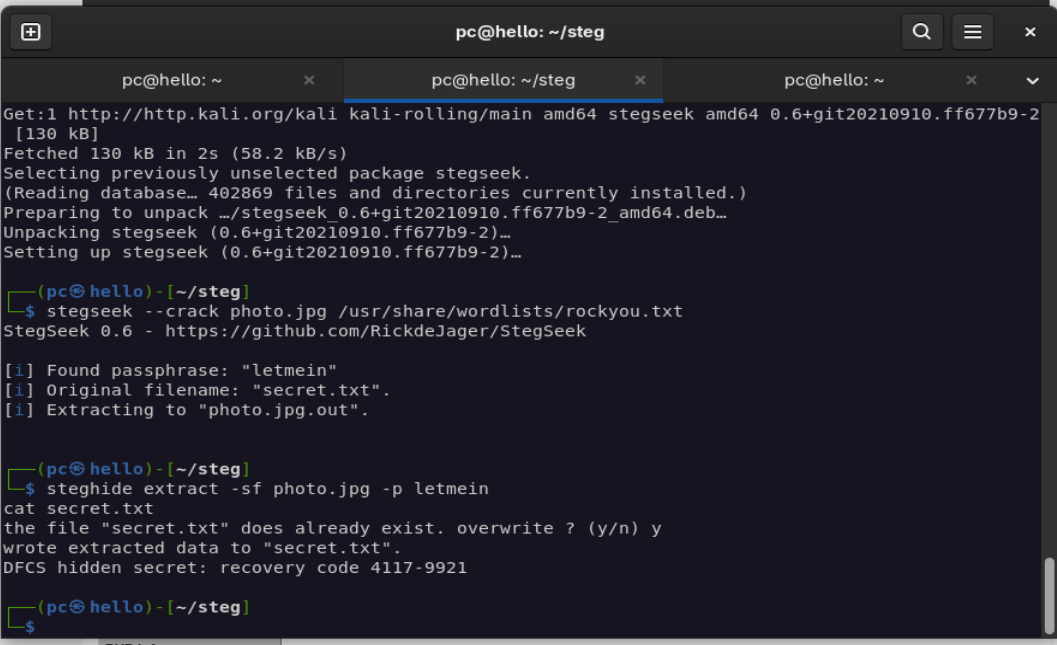 pc@hello: ~/steg
pc@hello: ~
pc@hello: ~/steg
pc@hello: ~
Get:1 http://http.kali.org/kali kali-rolling/main amd64 stegseek amd64 0.6+git20210910.ff677b9-2
[130 kB]
Fetched 130 kB in 2s (58.2 kB/s)
Selecting previously unselected package stegseek.
(Reading database… 402869 files and directories currently installed.)
Preparing to unpack …/stegseek_0.6+git20210910.ff677b9-2_amd64.deb…
Unpacking stegseek (0.6+git20210910.ff677b9-2)…
Setting up stegseek (0.6+git20210910.ff677b9-2)…
┌──(pc㉿hello)-[~/steg]
└─$ stegseek --crack photo.jpg /usr/share/wordlists/rockyou.txt
StegSeek 0.6 - https://github.com/RickdeJager/StegSeek
[i] Found passphrase: "letmein"
[i] Original filename: "secret.txt".
[i] Extracting to "photo.jpg.out".
┌──(pc㉿hello)-[~/steg]
└─$ steghide extract -sf photo.jpg -p letmein
cat secret.txt
the file "secret.txt" does already exist. overwrite ? (y/n) y
wrote extracted data to "secret.txt".
DFCS hidden secret: recovery code 4117-9921
┌──(pc㉿hello)-[~/steg]
└─$